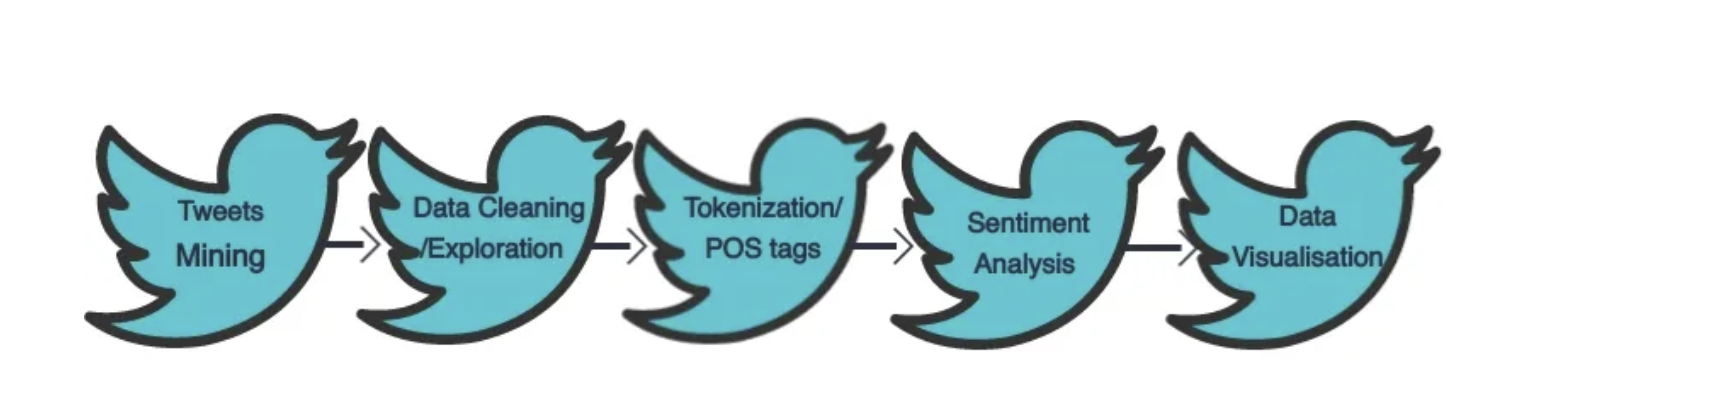 Tweets
Mining
Data Cleaning
/Exploration
Tokenization/
POS tags
Sentiment
Analysis
Data
Visualisation